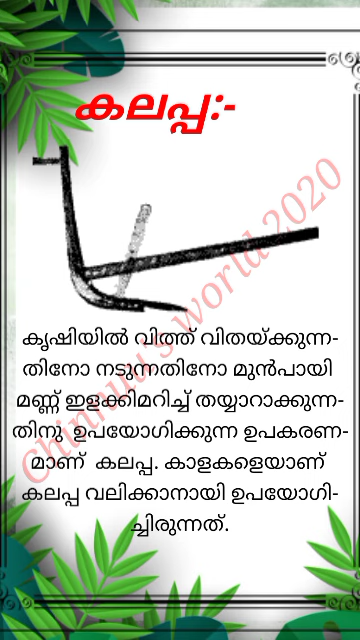 കലപ്പ:-
കൃഷിയിൽ വിത്ത് വിതയ്ക്കുന്ന-
തിനോ നടുന്നതിനോ മുൻപായി
മണ്ണ് ഇളക്കിമറിച്ച് തയ്യാറാക്കുന്ന-
തിനു ഉപയോഗിക്കുന്ന ഉപകരണ-
മാണ് കലപ്പ. കാളകളെയാണ്
കലപ്പ വലിക്കാനായി ഉപയോഗി-
ച്ചിരുന്നത്.
Chinnuu's world 2020